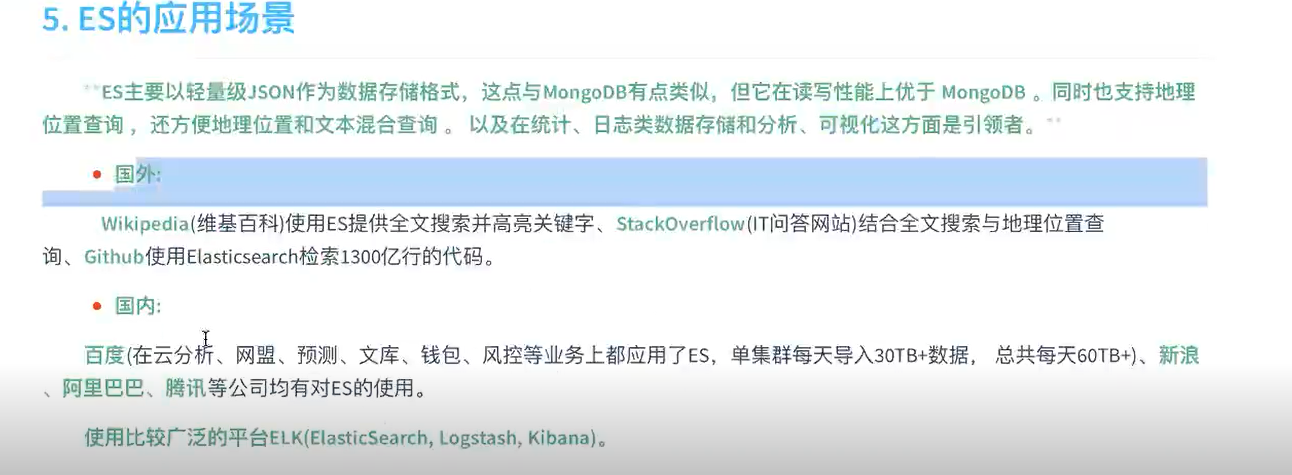 5. ES的应用场景
**ES主要以轻量级JSON作为数据存储格式，这点与MongoDB有点类似，但它在读写性能上优于 MongoDB 。同时也支持地理
位置查询 ，还方便地理位置和文本混合查询 。 以及在统计、日志类数据存储和分析、可视化这方面是引领者。**
• 国外:
Wikipedia(维基百科)使用ES提供全文搜索并高亮关键字、StackOverflow(IT问答网站)结合全文搜索与地理位置查
询、Github使用Elasticsearch检索1300亿行的代码。
• 国内:
百度(在云分析、网盟、预测、文库、钱包、风控等业务上都应用了ES，单集群每天导入30TB+数据， 总共每天60TB+)、新浪
、阿里巴巴、腾讯等公司均有对ES的使用。
使用比较广泛的平台ELK(ElasticSearch, Logstash, Kibana)。